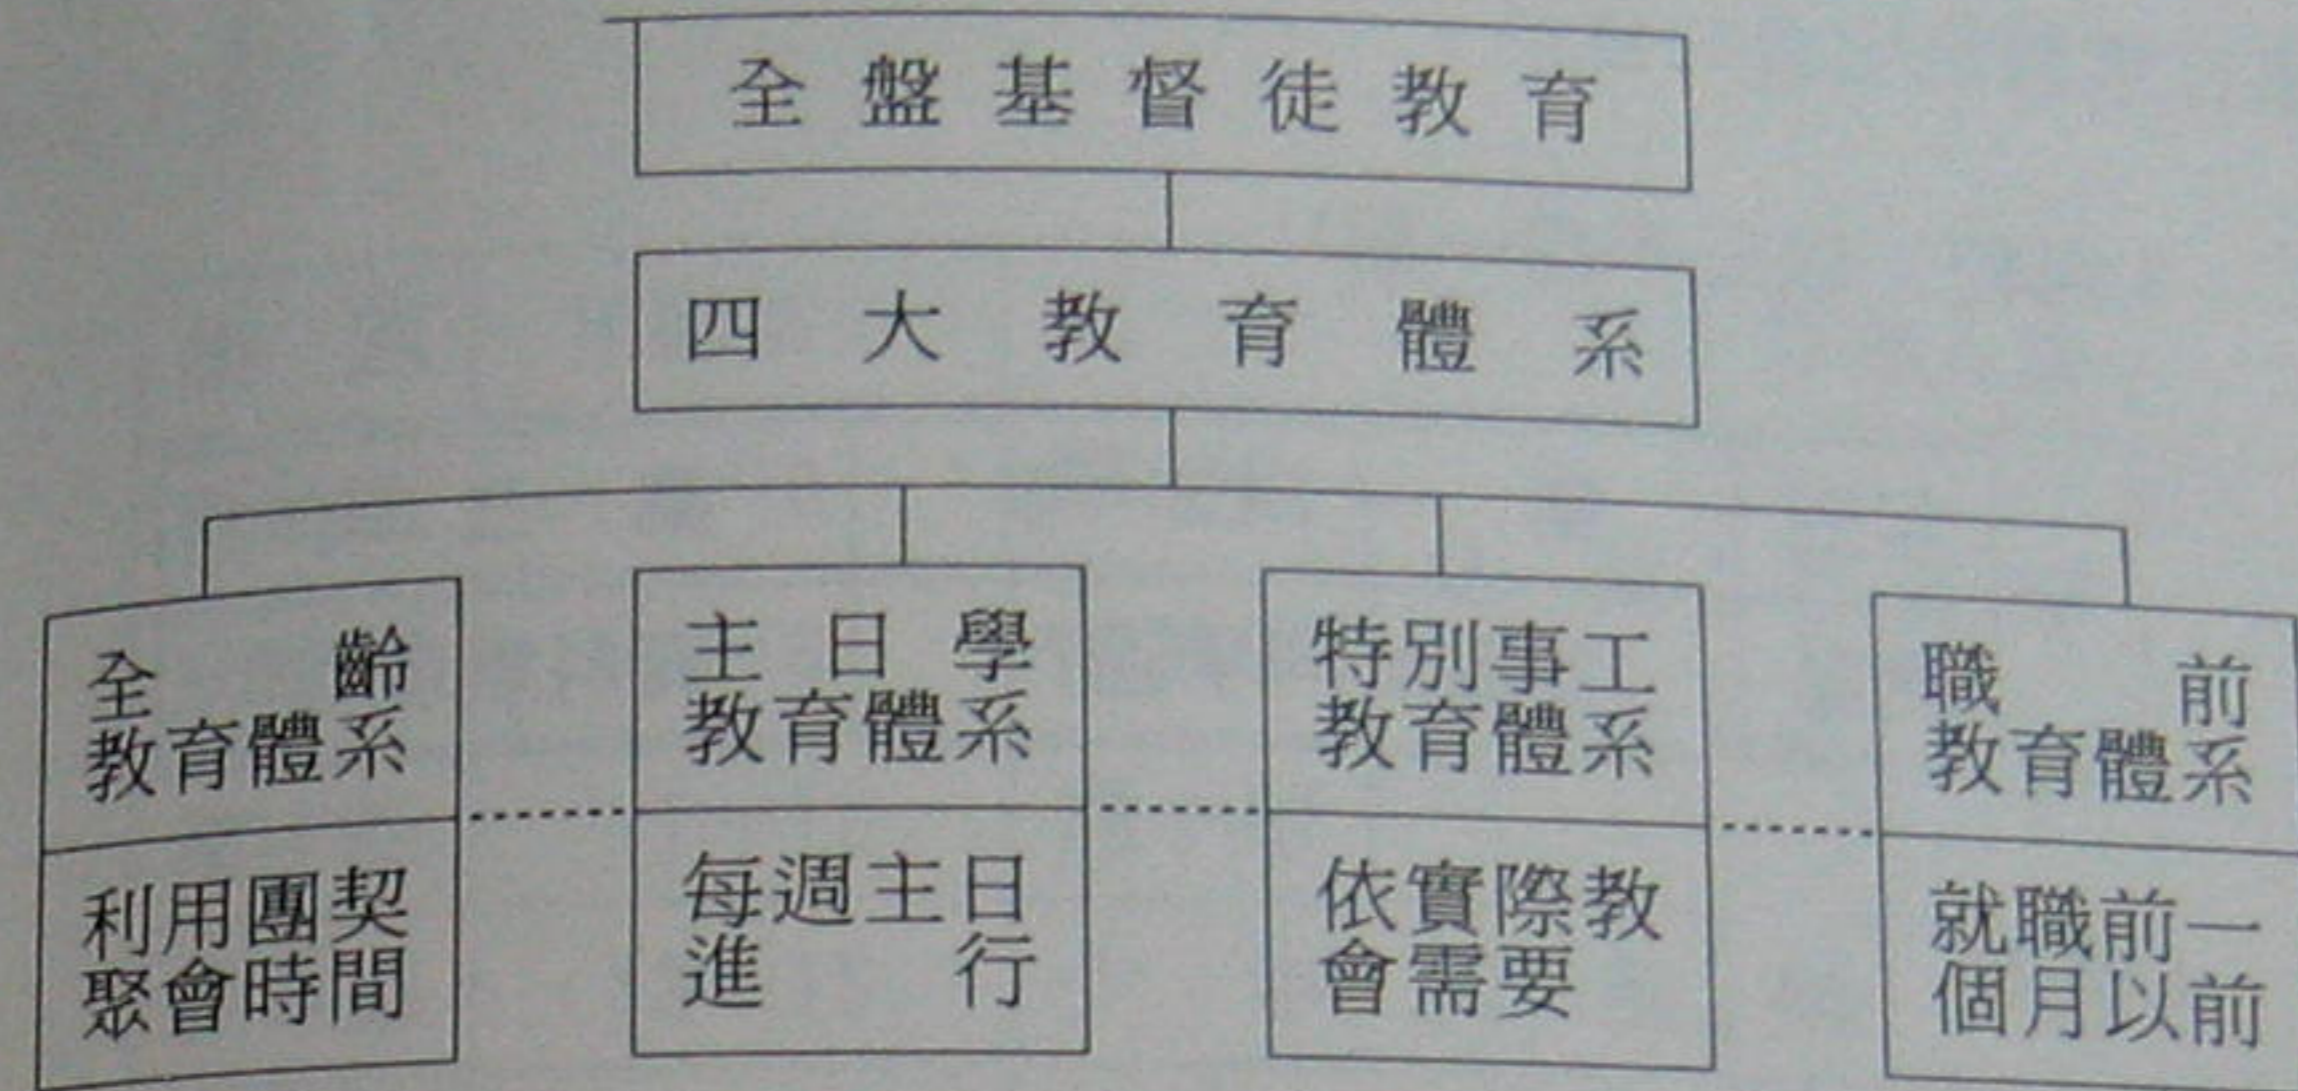 全盤基督徒教育
四大教育體系
全齡
教育體系
利用團契
聚會時間
主日學
教育體系
每週主日
進行
特別事工
教育體系
依實際教
會需要
職前
教育體系
就職前一
個月以前